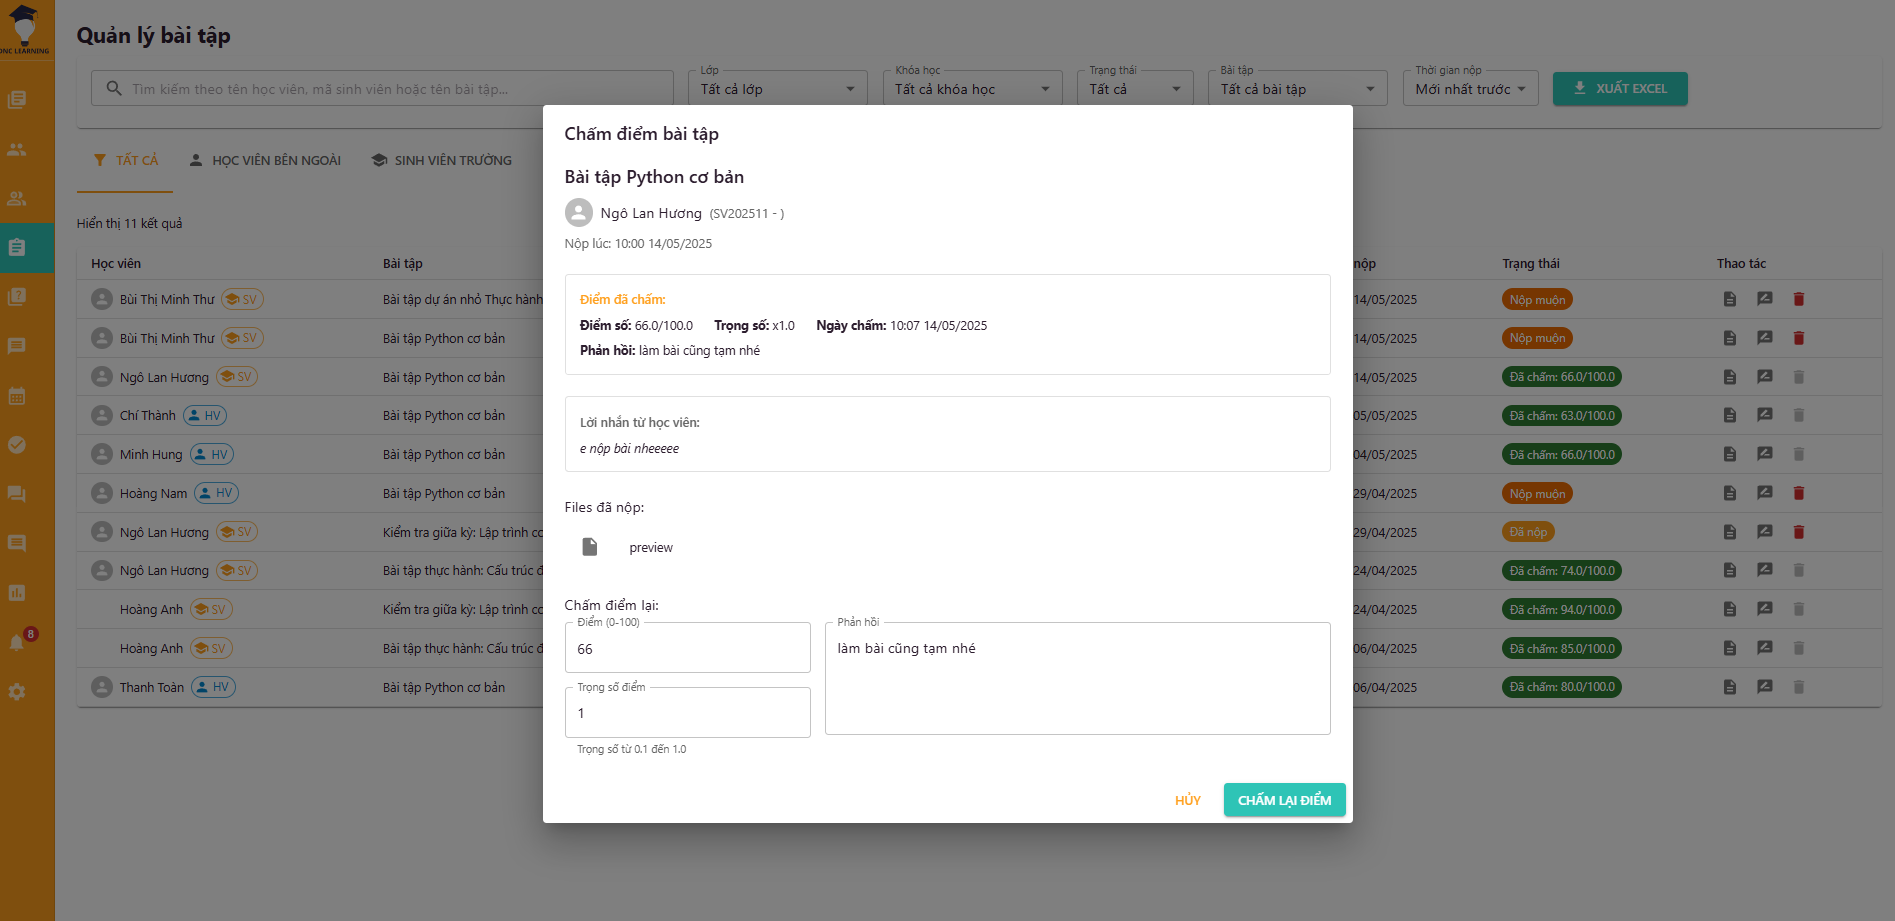 DNC LEARNING
Quản lý bài tập
Tìm kiếm theo tên học viên, mã sinh viên hoặc tên bài tập...
Lớp
Tất cả lớp
Khóa học
Tất cả khóa học
Trạng thái
Tất cả
Bài tập
Tất cả bài tập
Thời gian nộp
Mới nhất trước
XUẤT EXCEL
TẤT CẢ
HỌC VIÊN BÊN NGOÀI
SINH VIÊN TRƯỜNG
Hiển thị 11 kết quả
Học viên Bài tập nộp Trạng thái Thao tác
Bùi Thị Minh Thư SV Bài tập dự án nhỏ Thực hành 14/05/2025 Nộp muộn
Bùi Thị Minh Thư SV Bài tập Python cơ bản 14/05/2025 Nộp muộn
Ngô Lan Hương SV Bài tập Python cơ bản 14/05/2025 Đã chấm: 66.0/100.0
Chí Thành HV Bài tập Python cơ bản 05/05/2025 Đã chấm: 63.0/100.0
Minh Hung HV Bài tập Python cơ bản 04/05/2025 Đã chấm: 66.0/100.0
Hoàng Nam HV Bài tập Python cơ bản 29/04/2025 Nộp muộn
Ngô Lan Hương SV Kiểm tra giữa kỳ: Lập trình cơ 29/04/2025 Đã nộp
Ngô Lan Hương SV Bài tập thực hành: Cấu trúc 24/04/2025 Đã chấm: 74.0/100.0
Hoàng Anh SV Kiểm tra giữa kỳ: Lập trình cơ 24/04/2025 Đã chấm: 94.0/100.0
Hoàng Anh SV Bài tập thực hành: Cấu trúc 06/04/2025 Đã chấm: 85.0/100.0
Thanh Toàn HV Bài tập Python cơ bản 06/04/2025 Đã chấm: 80.0/100.0
8
Chấm điểm bài tập
Bài tập Python cơ bản
Ngô Lan Hương (SV202511 - )
Nộp lúc: 10:00 14/05/2025
Điểm đã chấm:
Điểm số: 66.0/100.0 Trọng số: x1.0 Ngày chấm: 10:07 14/05/2025
Phản hồi: làm bài cũng tạm nhé
Lời nhắn từ học viên:
e nộp bài nheeeee
Files đã nộp:
preview
Chấm điểm lại:
Điểm (0-100)
66
Phản hồi
làm bài cũng tạm nhé
Trọng số điểm
1
Trọng số từ 0.1 đến 1.0
HỦY
CHẤM LẠI ĐIỂM